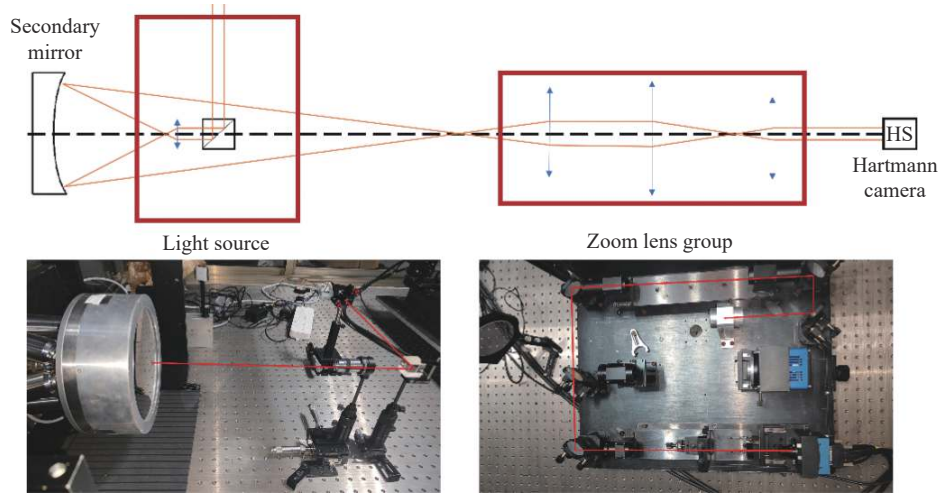 Secondary
mirror
HS
Hartmann
camera
Light source
Zoom lens group